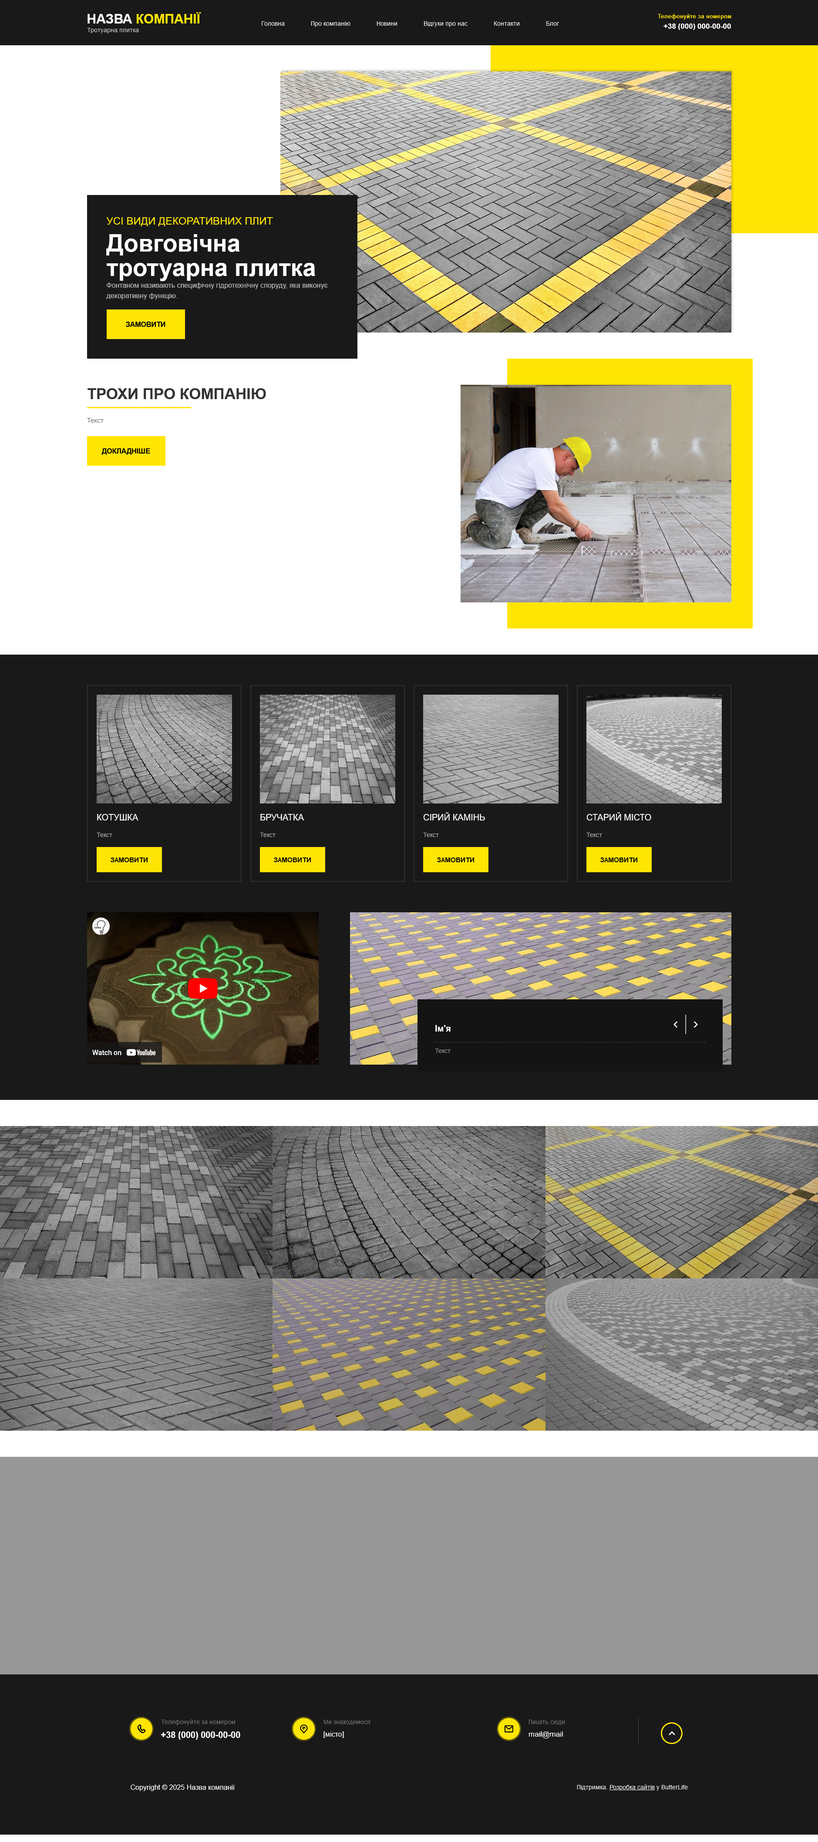 НАЗВА КОМПАНІЇ
Тротуарна плитка
Головна
Про компанію
Новини
Відгуки про нас
Контакти
Блог
Телефонуйте за номером
+38 (000) 000-00-00
УСІ ВИДИ ДЕКОРАТИВНИХ ПЛИТ
Довговічна
тротуарна плитка
Фонтаном називають специфічну гідротехнічну споруду, яка виконує
декоративну функцію.
ЗАМОВИТИ
ТРОХИ ПРО КОМПАНІЮ
Текст
ДОКЛАДНІШЕ
КОТУШКА
Текст
ЗАМОВИТИ
БРУЧАТКА
Текст
ЗАМОВИТИ
СІРИЙ КАМІНЬ
Текст
ЗАМОВИТИ
СТАРИЙ МІСТО
Текст
ЗАМОВИТИ
Watch on YouTube
Ім'я
Текст
Телефонуйте за номером
+38 (000) 000-00-00
Ми знаходимося
[місто]
Пишіть сюди
mail@mail
Copyright © 2025 Назва компанії
Підтримка. Розробка сайтів у ButterLife